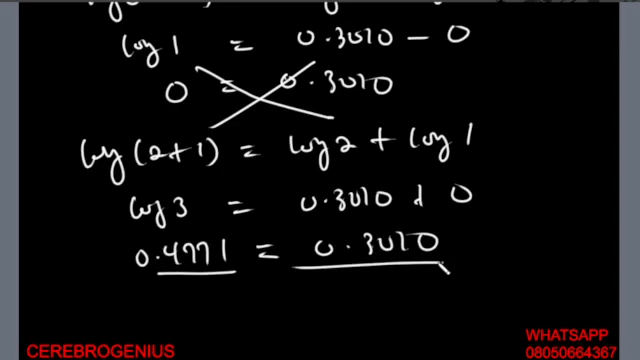 log 1 = 0.3010 - 0
0 = 0.3010
log (2+1) = log 2 + log 1
log 3 = 0.3010 + 0
0.4771 = 0.3010
CEREBROGENIUS
WHATSAPP
08050664367